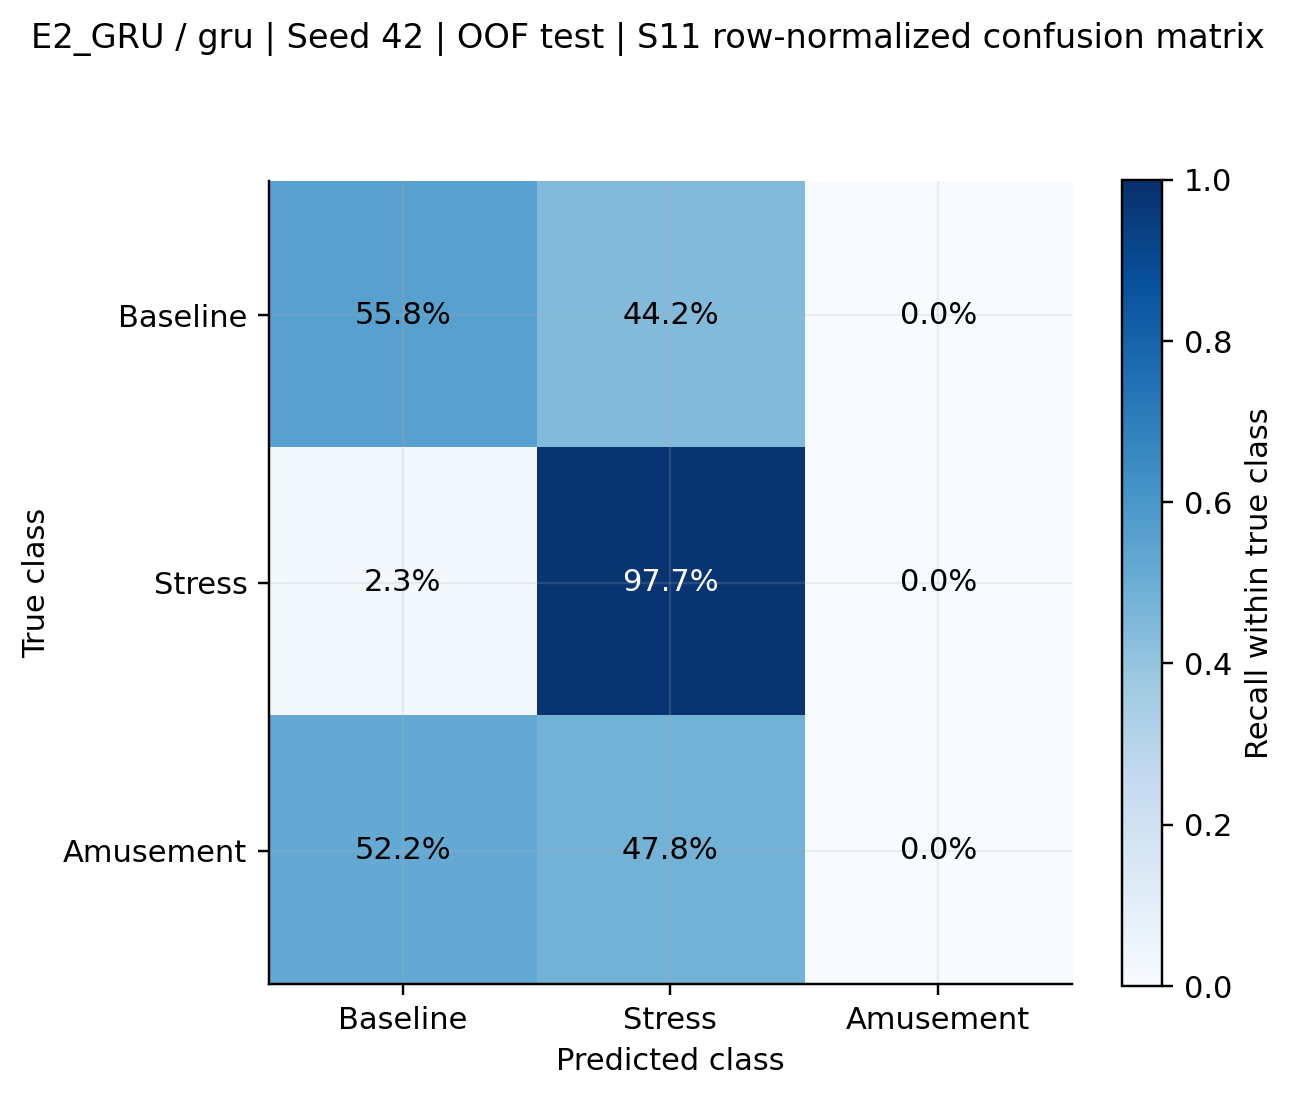 E2_GRU / gru | Seed 42 | OOF test | S11 row-normalized confusion matrix
Baseline
55.8%
44.2%
0.0%
Stress
2.3%
97.7%
0.0%
Amusement
52.2%
47.8%
0.0%
Baseline
Stress
Amusement
Predicted class
True class
1.0
0.8
0.6
0.4
0.2
0.0
Recall within true class